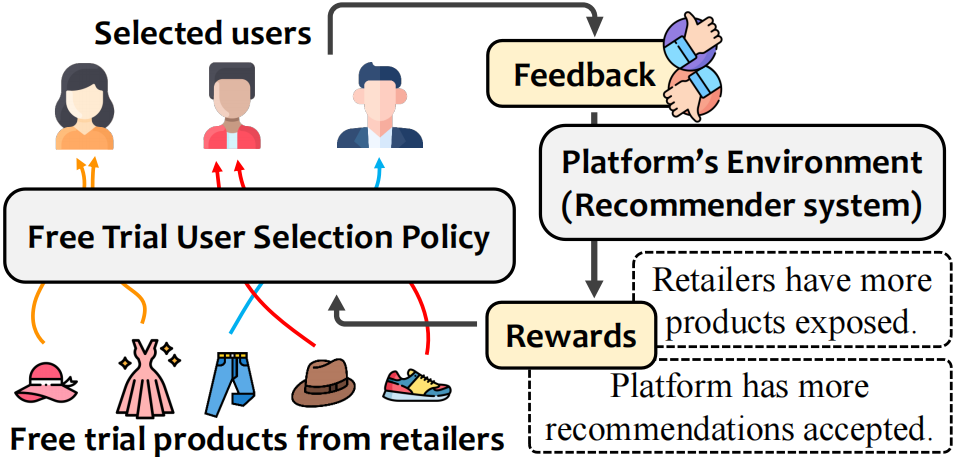 Selected users
Feedback
Platform's Environment
(Recommender system)
Free Trial User Selection Policy
Retailers have more
products exposed.
Rewards
Platform has more
recommendations accepted.
Free trial products from retailers